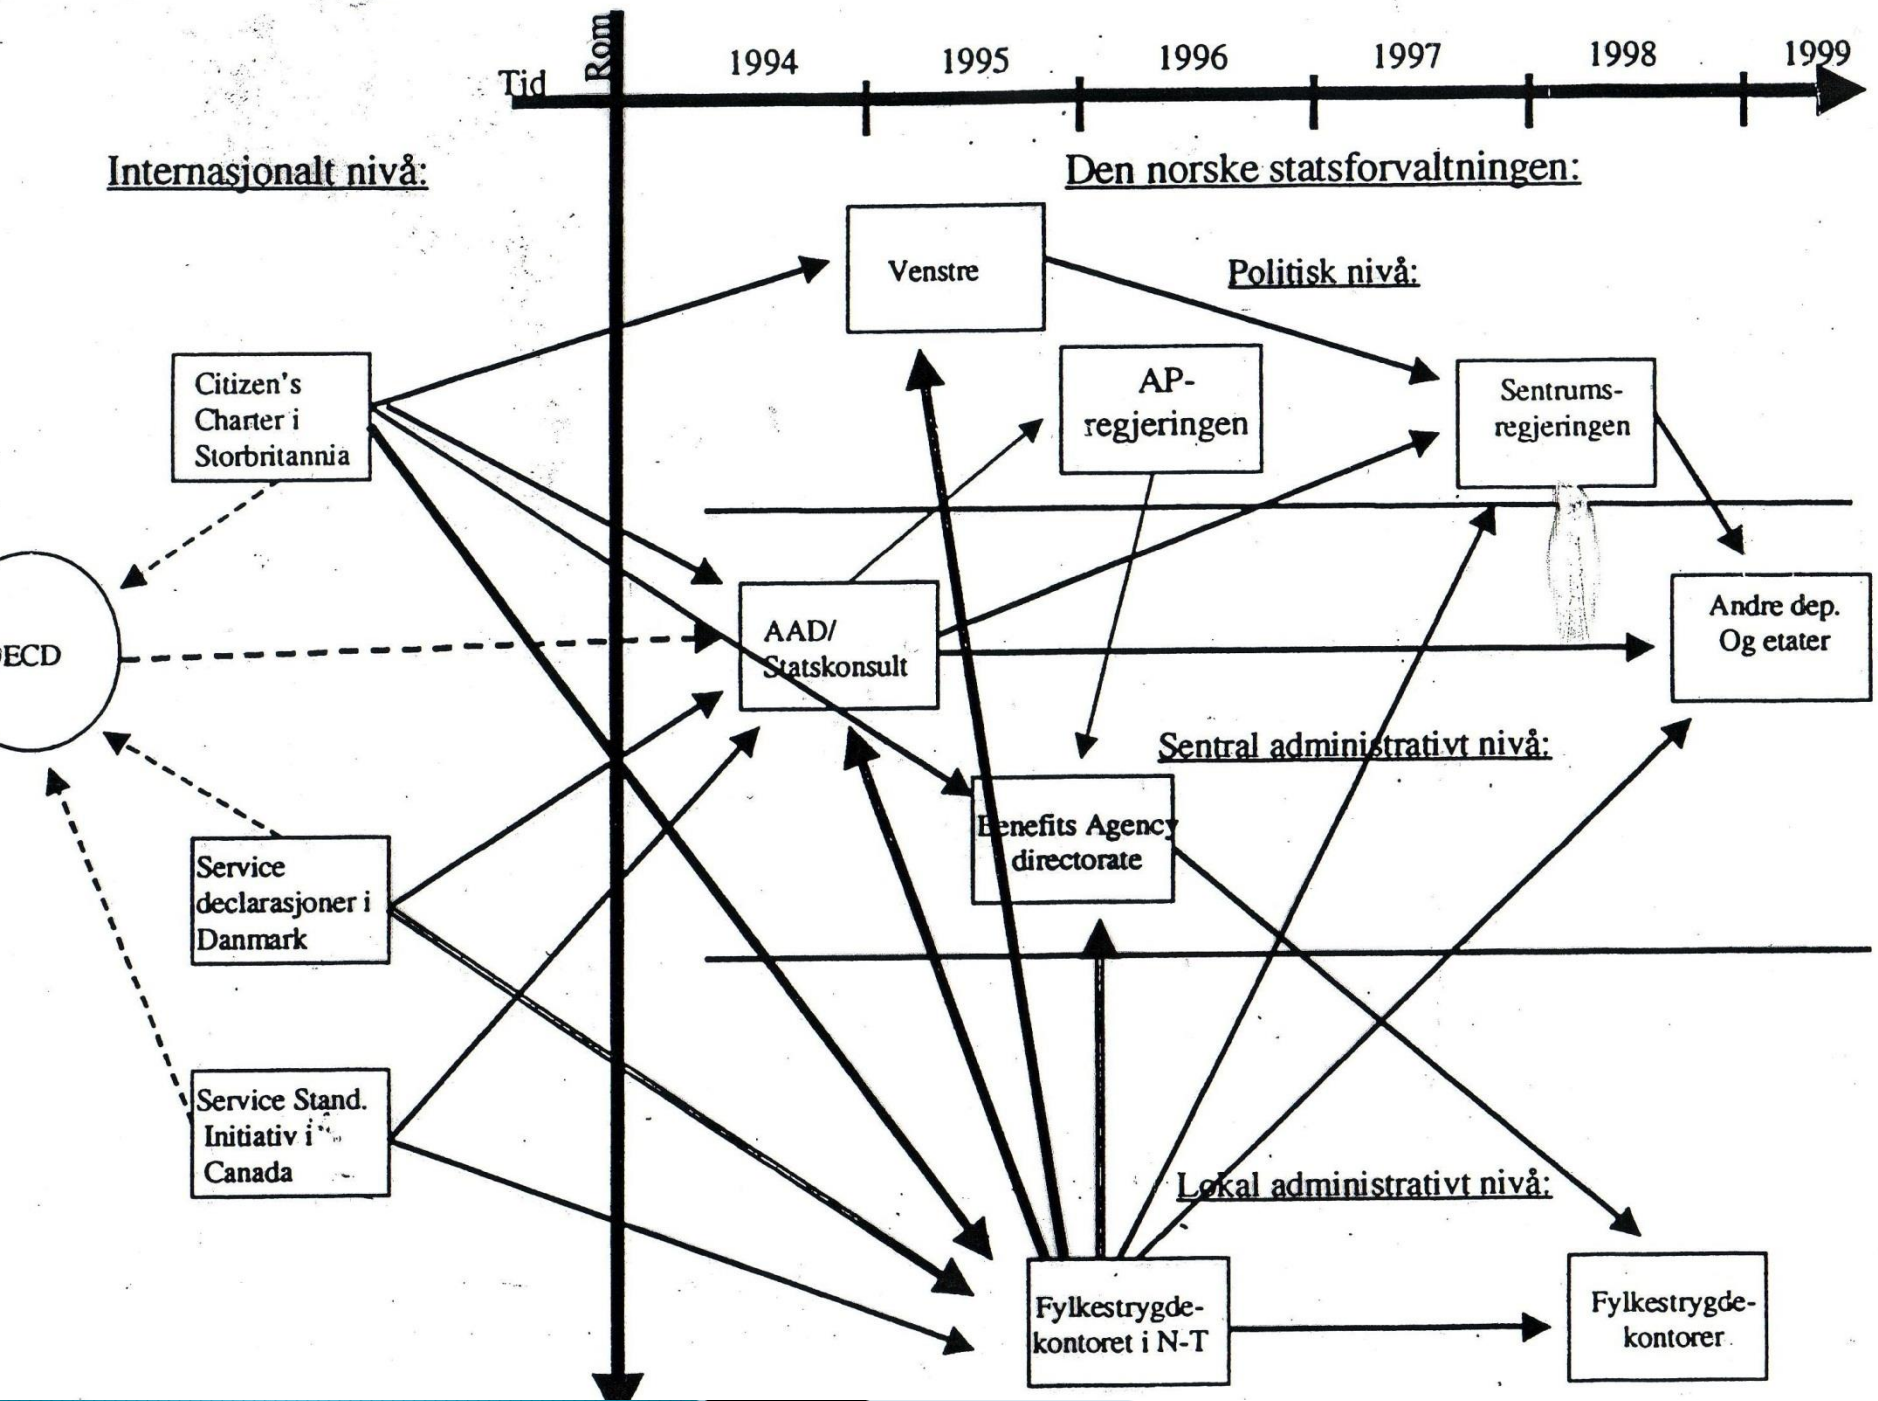 Tid
Rom
1994 1995 1996 1997 1998 1999
Internasjonalt nivå:
Den norske statsforvaltningen:
Venstre
Politisk nivå:
Citizen's
Charter i
Storbritannia
AP-
regjeringen
Sentrums-
regjeringen
ECD
AAD/
Statskonsult
Andre dep.
Og etater
Sentral administrativt nivå:
Benefits Agency
directorate
Service
declarasjoner i
Danmark
Service Stand.
Initiativ i
Canada
Lokal administrativt nivå:
Fylkestrygde-
kontoret i N-T
Fylkestrygde-
kontorer